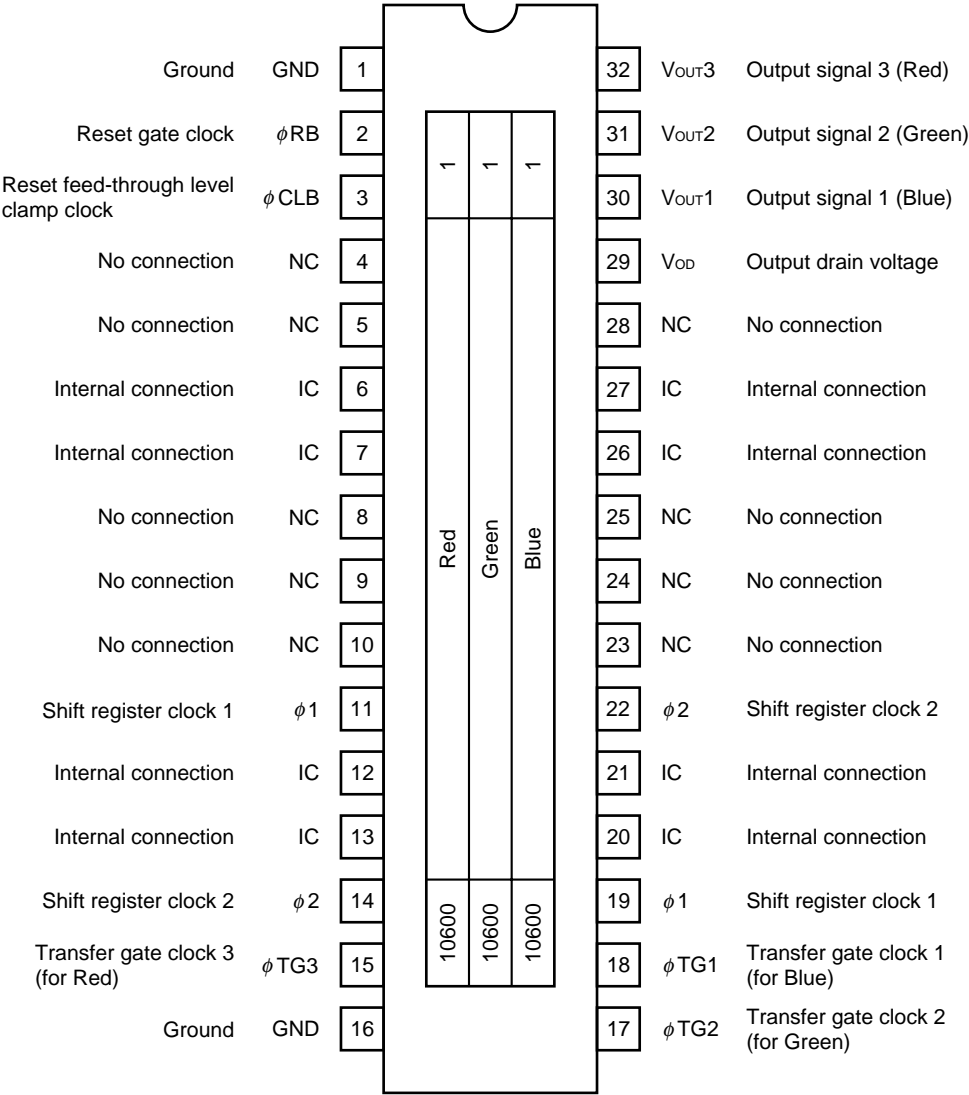 Ground GND 1
Reset gate clock φRB 2
Reset feed-through level
clamp clock φCLB 3
No connection NC 4
No connection NC 5
Internal connection IC 6
Internal connection IC 7
No connection NC 8
No connection NC 9
No connection NC 10
Shift register clock 1 φ1 11
Internal connection IC 12
Internal connection IC 13
Shift register clock 2 φ2 14
Transfer gate clock 3
(for Red) φTG3 15
Ground GND 16
1 1 1
Red Green Blue
10600 10600 10600
32 VOUT3 Output signal 3 (Red)
31 VOUT2 Output signal 2 (Green)
30 VOUT1 Output signal 1 (Blue)
29 VOD Output drain voltage
28 NC No connection
27 IC Internal connection
26 IC Internal connection
25 NC No connection
24 NC No connection
23 NC No connection
22 φ2 Shift register clock 2
21 IC Internal connection
20 IC Internal connection
19 φ1 Shift register clock 1
18 φTG1 Transfer gate clock 1
(for Blue)
17 φTG2 Transfer gate clock 2
(for Green)